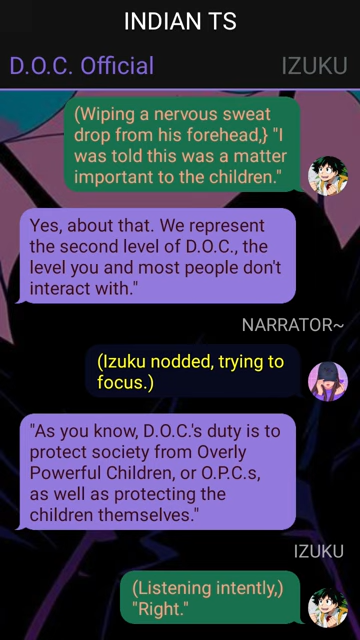 INDIAN TS
D.O.C. Official
IZUKU
(Wiping a nervous sweat
drop from his forehead,} "I
was told this was a matter
important to the children."
Yes, about that. We represent
the second level of D.O.C., the
level you and most people don't
interact with."
NARRATOR~
(Izuku nodded, trying to
focus.)
"As you know, D.O.C.'s duty is to
protect society from Overly
Powerful Children, or O.P.C.s,
as well as protecting the
children themselves."
IZUKU
(Listening intently,)
"Right."